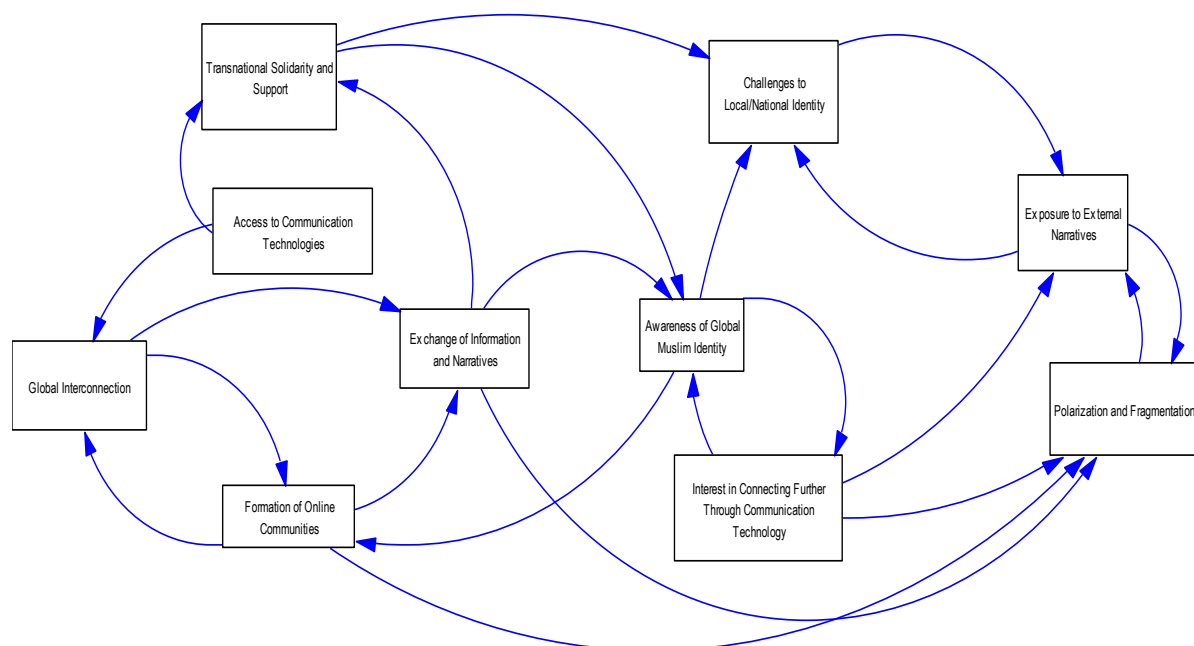 Transnational Solidarity and
Support
Challenges to
Local/National Identity
Access to Communication
Technologies
Exposure to External
Narratives
Exchange of Information
and Narratives
Awareness of Global
Muslim Identity
Global Interconnection
Polarization and Fragmentation
Interest in Connecting Further
Through Communication
Technology
Formation of Online
Communities